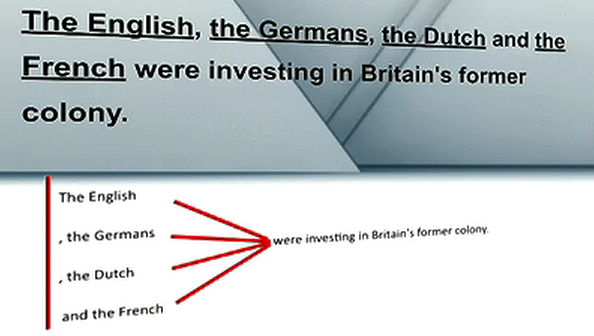 The English, the Germans, the Dutch and the
French were investing in Britain's former
colony.
The English
, the Germans
, the Dutch
and the French
were investing in Britain's former colony.